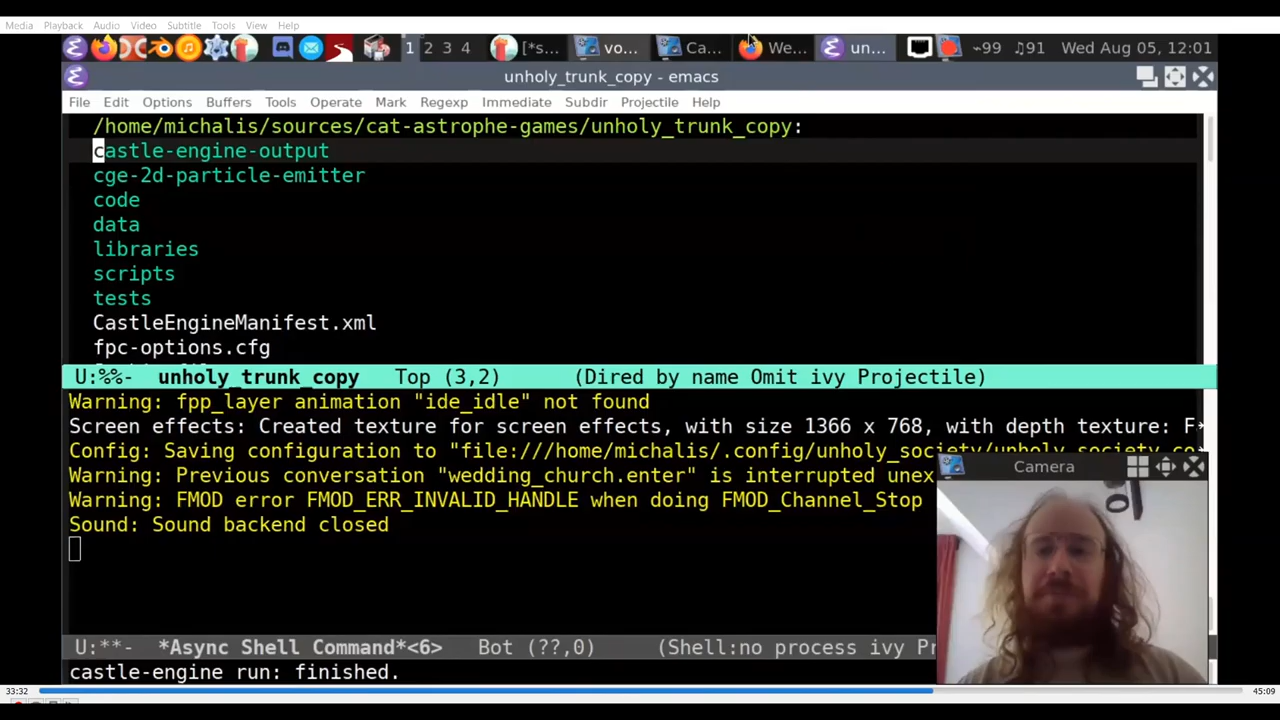 Media Playback Audio Video Subtitle Tools View Help
1 2 3 4 [*s... vo... Ca... We... un... 99 91 Wed Aug 05, 12:01
unholy_trunk_copy - emacs
File Edit Options Buffers Tools Operate Mark Regexp Immediate Subdir Projectile Help
/home/michalis/sources/cat-astrophe-games/unholy_trunk_copy:
castle-engine-output
cge-2d-particle-emitter
code
data
libraries
scripts
tests
CastleEngineManifest.xml
fpc-options.cfg
U:%%- unholy_trunk_copy Top (3,2) (Dired by name Omit ivy Projectile)
Warning: fpp_layer animation "ide_idle" not found
Screen effects: Created texture for screen effects, with size 1366 x 768, with depth texture: F
Config: Saving configuration to "file:///home/michalis/.config/unholy_society/unholy_society.co
Warning: Previous conversation "wedding_church.enter" is interrupted unex
Warning: FMOD error FMOD_ERR_INVALID_HANDLE when doing FMOD_Channel_Stop
Sound: Sound backend closed
Camera
U:**- *Async Shell Command*<6> Bot (??,0) (Shell:no process ivy Pr
castle-engine run: finished.
33:32 45:09